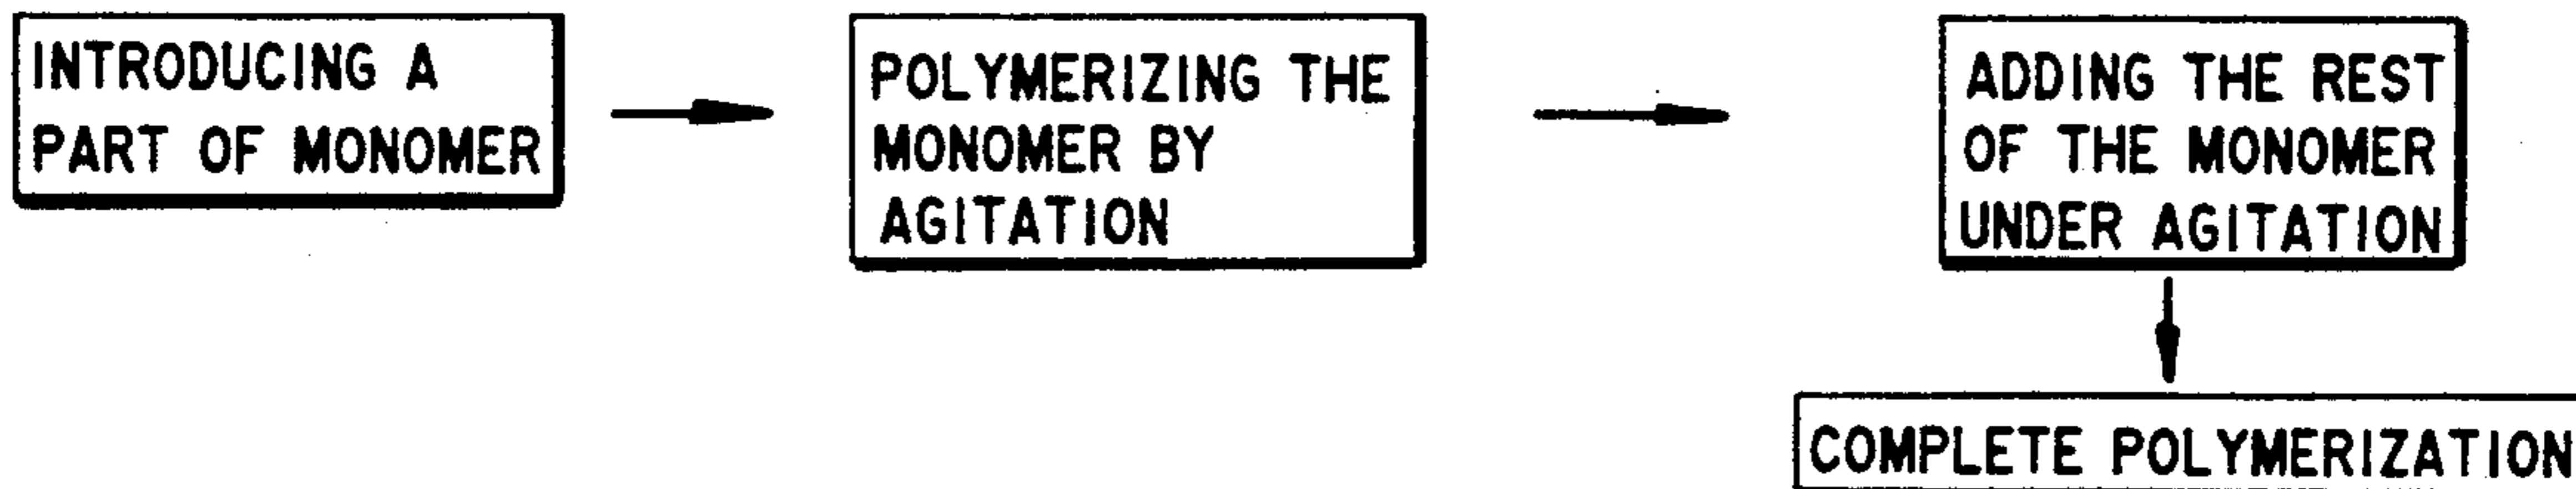 INTRODUCING A
PART OF MONOMER
POLYMERIZING THE
MONOMER BY
AGITATION
ADDING THE REST
OF THE MONOMER
UNDER AGITATION
COMPLETE POLYMERIZATION